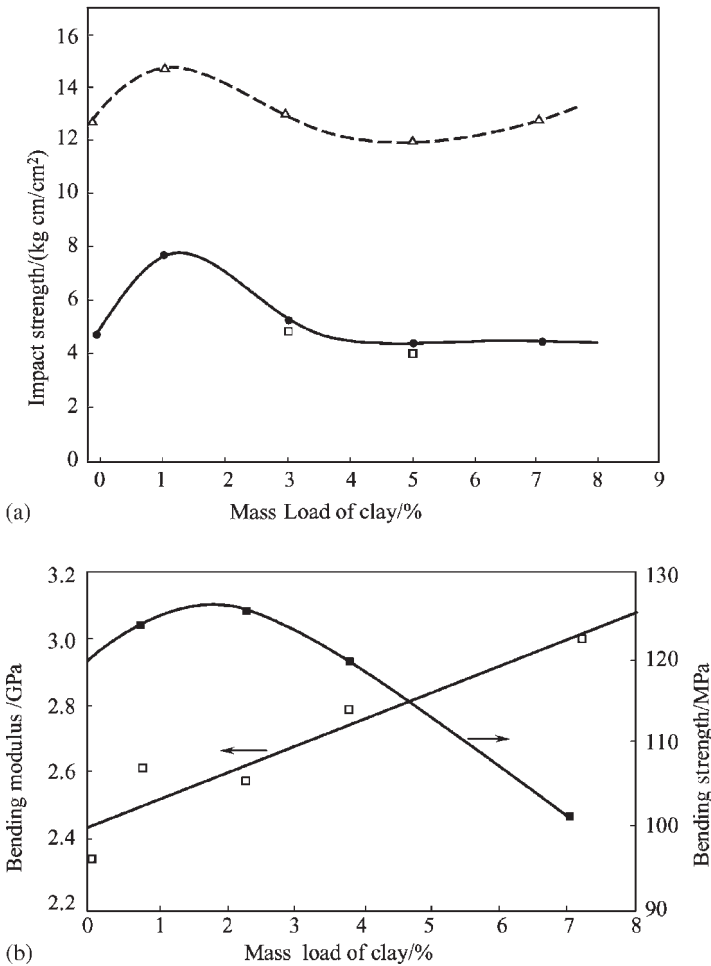 16
14
12
10
8
6
4
2
0
Impact strength/(kg cm/cm²)
0 1 2 3 4 5 6 7 8 9
Mass Load of clay/%
(a)
3.2
3.0
2.8
2.6
2.4
2.2
Bending modulus /GPa
130
120
110
100
90
Bending strength/MPa
0 1 2 3 4 5 6 7 8
Mass load of clay/%
(b)